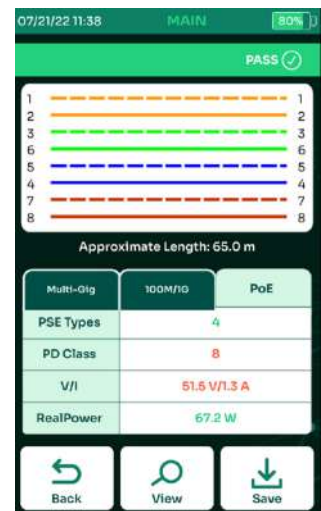 07/21/22 11:38 MAIN 80%
PASS
1 1
2 2
3 3
6 6
5 5
4 4
7 7
8 8
Approximate Length: 65.0 m
Multi-Gig 100M/1G PoE
PSE Types 4
PD Class 8
V/I 51.5 V/1.3 A
RealPower 67.2 W
Back View Save